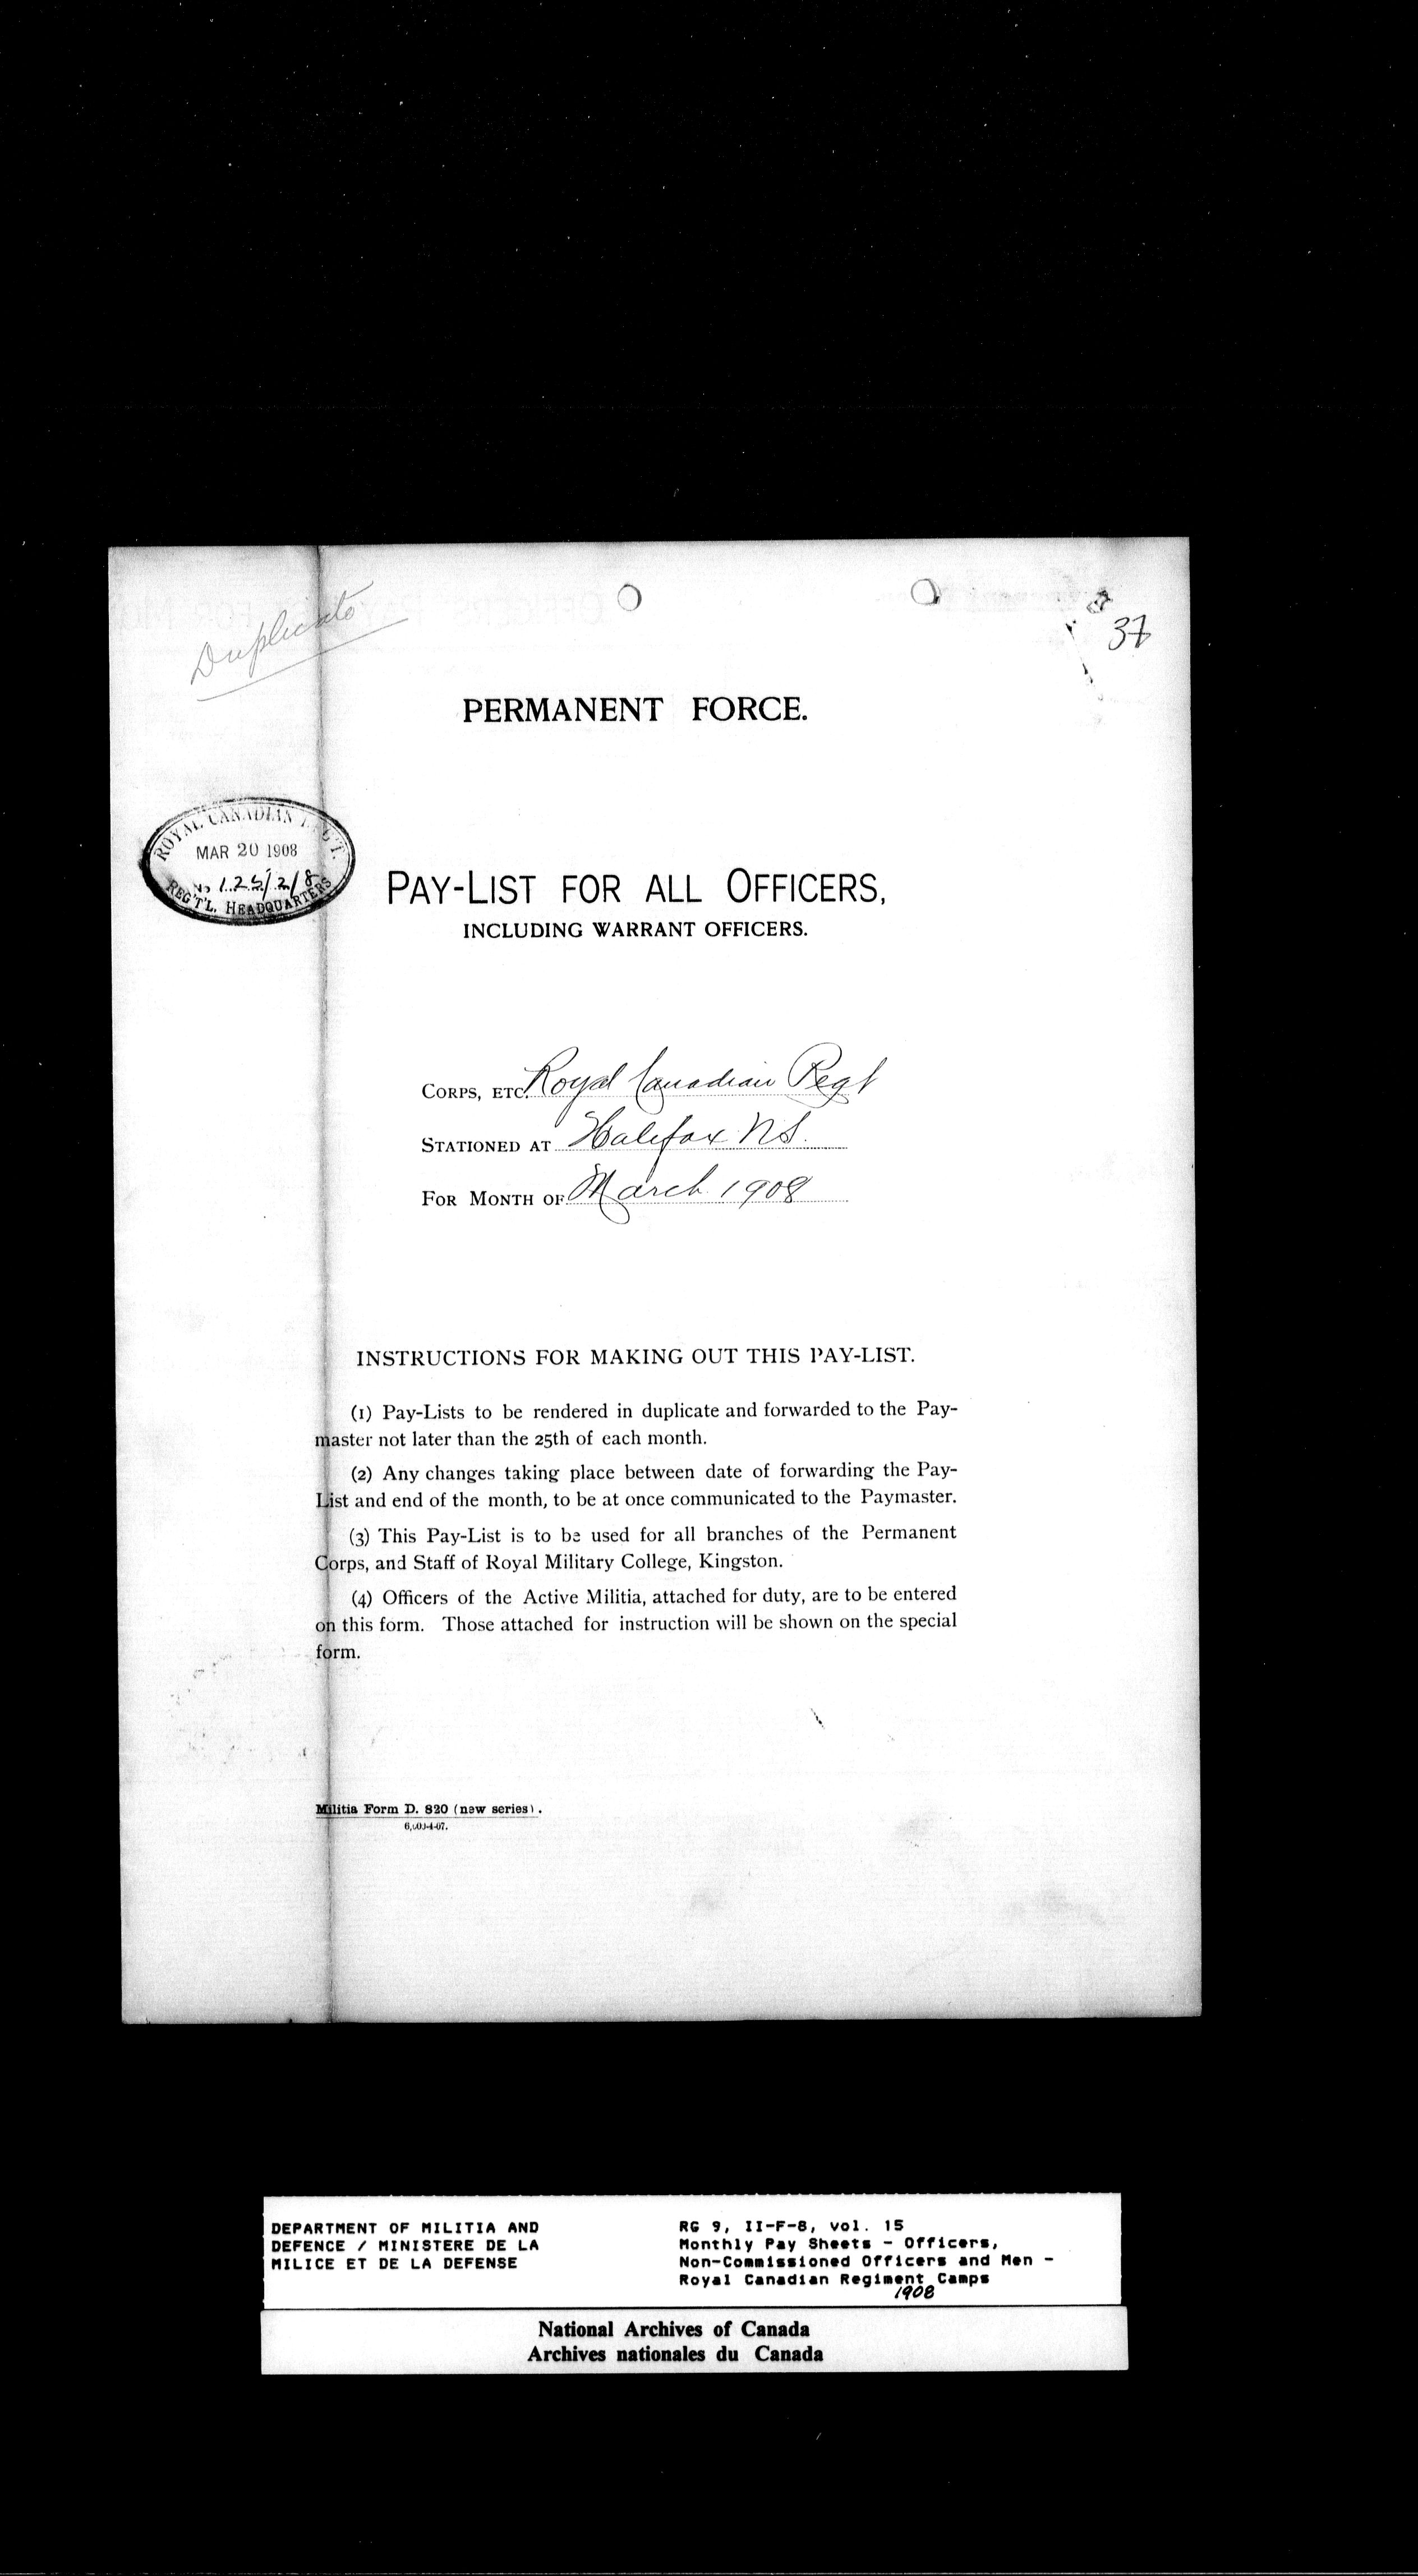 Duplicate
37
PERMANENT FORCE.
ROYAL CANADIAN REG'T.
MAR 20 1908
No 125/2/8
REG'T'L. HEADQUARTERS
PAY-LIST FOR ALL OFFICERS,
INCLUDING WARRANT OFFICERS.
CORPS, ETC. Royal Canadian Regt
STATIONED AT Halifax N.S.
FOR MONTH OF March 1908
INSTRUCTIONS FOR MAKING OUT THIS PAY-LIST.
(1) Pay-Lists to be rendered in duplicate and forwarded to the Pay-
master not later than the 25th of each month.
(2) Any changes taking place between date of forwarding the Pay-
List and end of the month, to be at once communicated to the Paymaster.
(3) This Pay-List is to be used for all branches of the Permanent
Corps, and Staff of Royal Military College, Kingston.
(4) Officers of the Active Militia, attached for duty, are to be entered
on this form. Those attached for instruction will be shown on the special
form.
Militia Form D. 820 (new series).
6,000-4-07.
DEPARTMENT OF MILITIA AND
DEFENCE / MINISTERE DE LA
MILICE ET DE LA DEFENSE
RG 9, II-F-8, vol. 15
Monthly Pay Sheets - Officers,
Non-Commissioned Officers and Men -
Royal Canadian Regiment Camps
1908
National Archives of Canada
Archives nationales du Canada